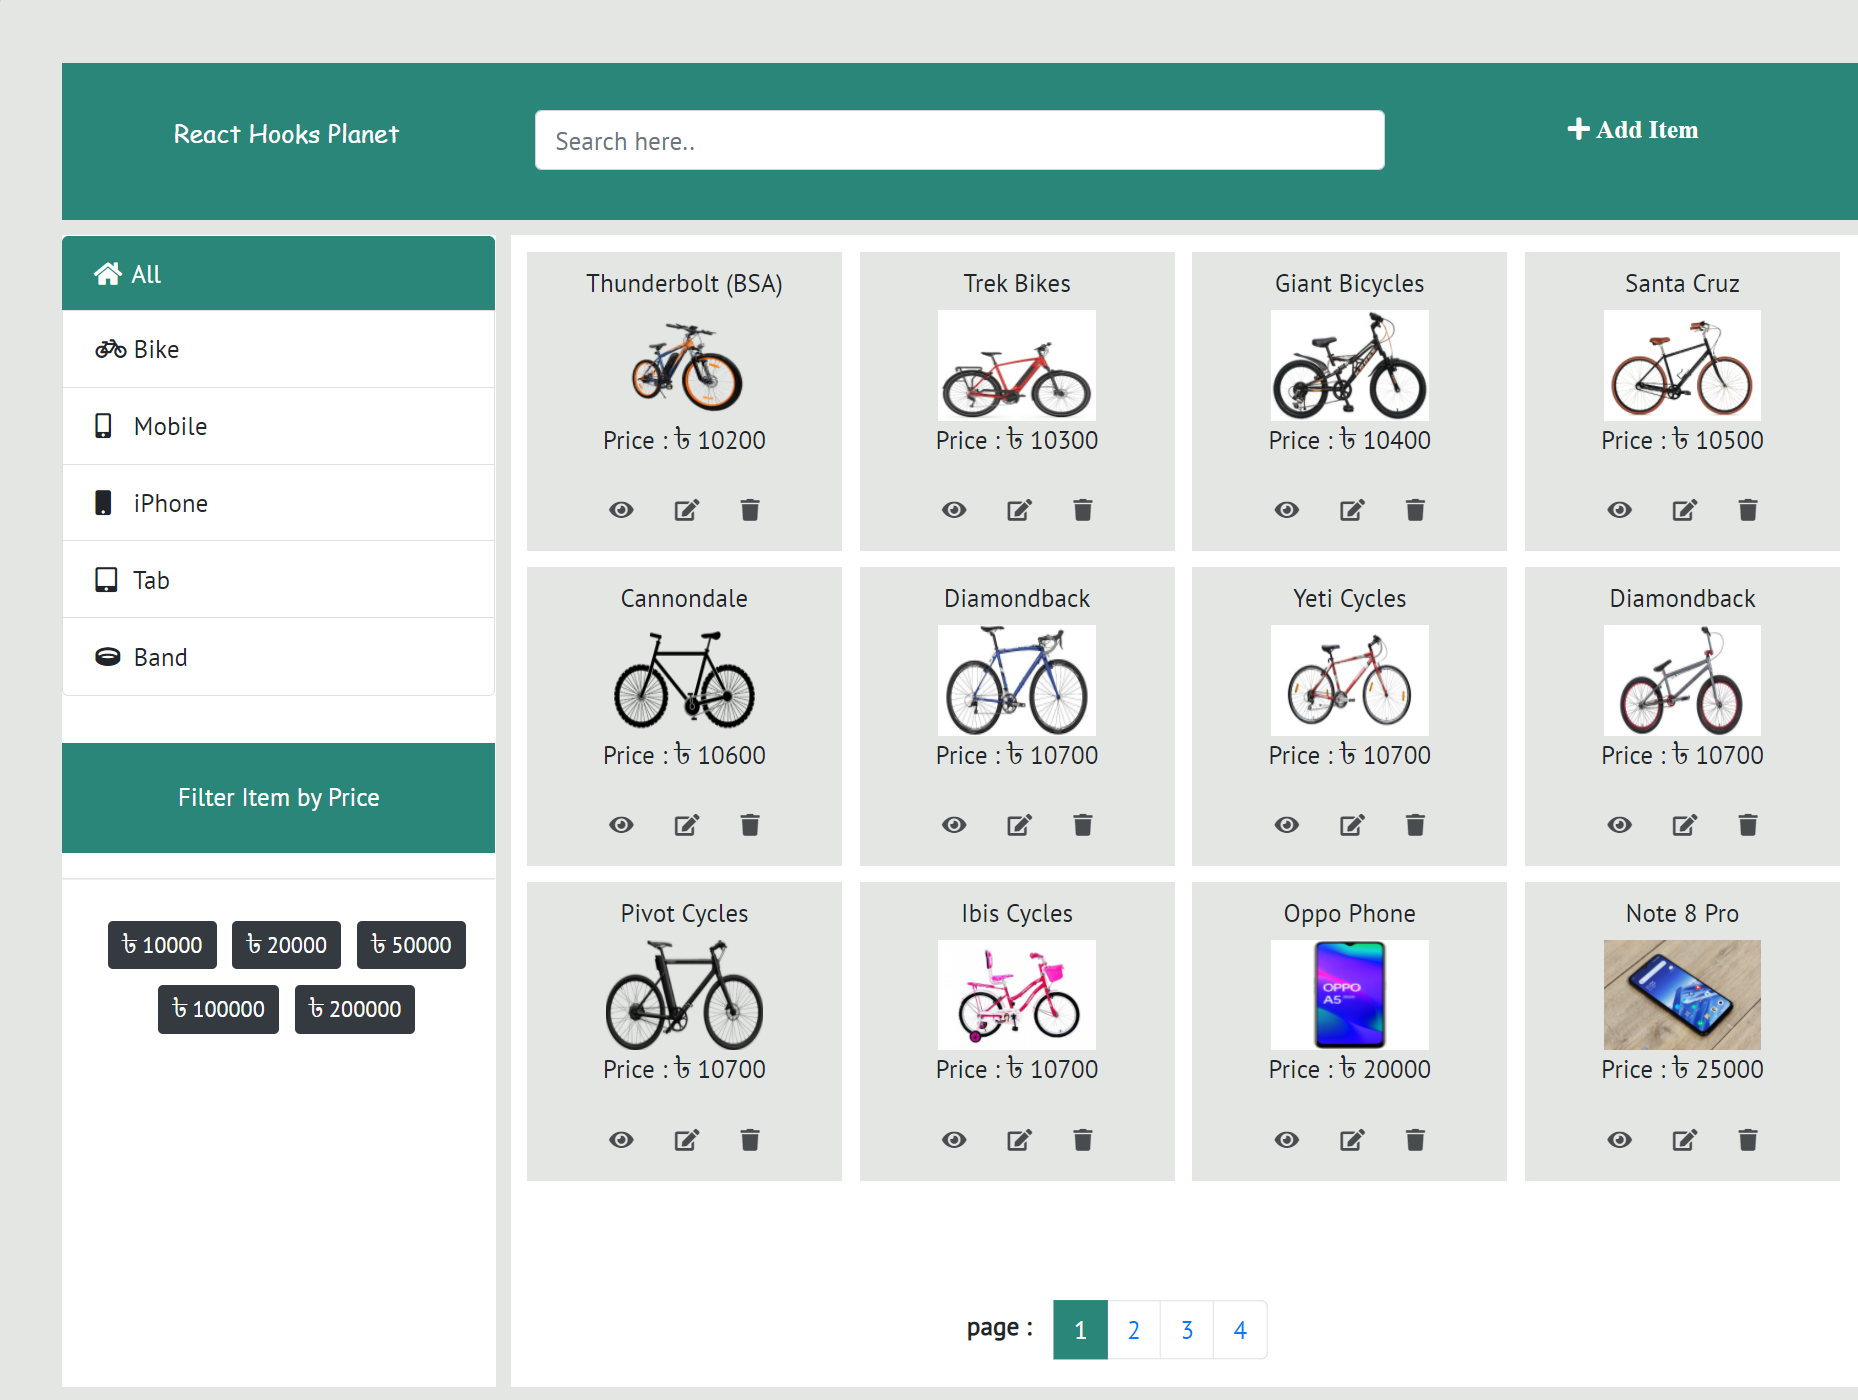 React Hooks Planet
Search here..
Add Item
All
Bike
Mobile
iPhone
Tab
Band
Filter Item by Price
৳ 10000 ৳ 20000 ৳ 50000
৳ 100000 ৳ 200000
Thunderbolt (BSA)
Price : ৳ 10200
Trek Bikes
Price : ৳ 10300
Giant Bicycles
Price : ৳ 10400
Santa Cruz
Price : ৳ 10500
Cannondale
Price : ৳ 10600
Diamondback
Price : ৳ 10700
Yeti Cycles
Price : ৳ 10700
Diamondback
Price : ৳ 10700
Pivot Cycles
Price : ৳ 10700
Ibis Cycles
Price : ৳ 10700
Oppo Phone
OPPO
A5
Price : ৳ 20000
Note 8 Pro
Price : ৳ 25000
page : 1 2 3 4